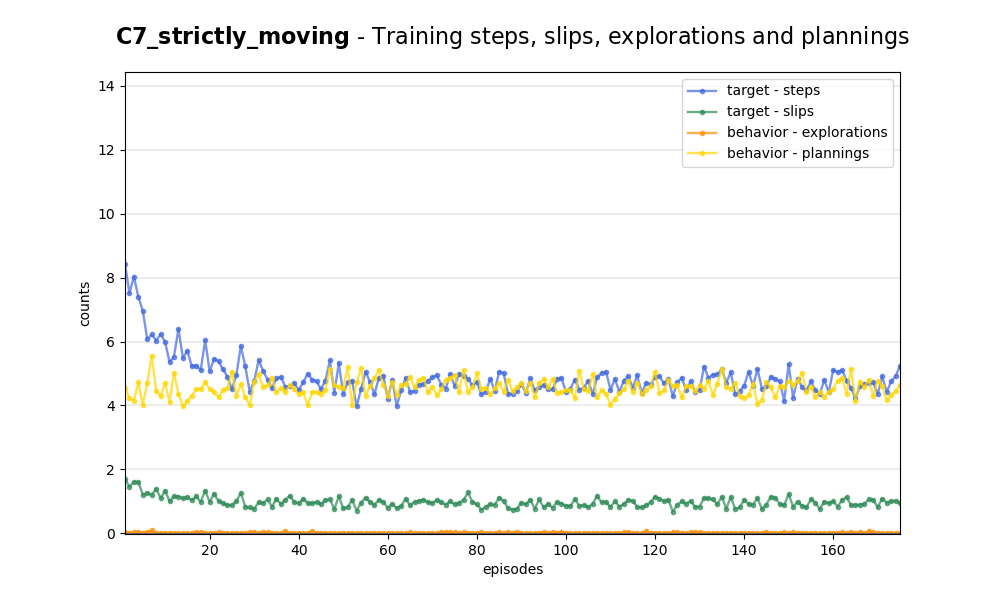 C7_strictly_moving - Training steps, slips, explorations and plannings
target - steps
target - slips
behavior - explorations
behavior - plannings
14
12
10
8
6
4
2
0
counts
20 40 60 80 100 120 140 160
episodes